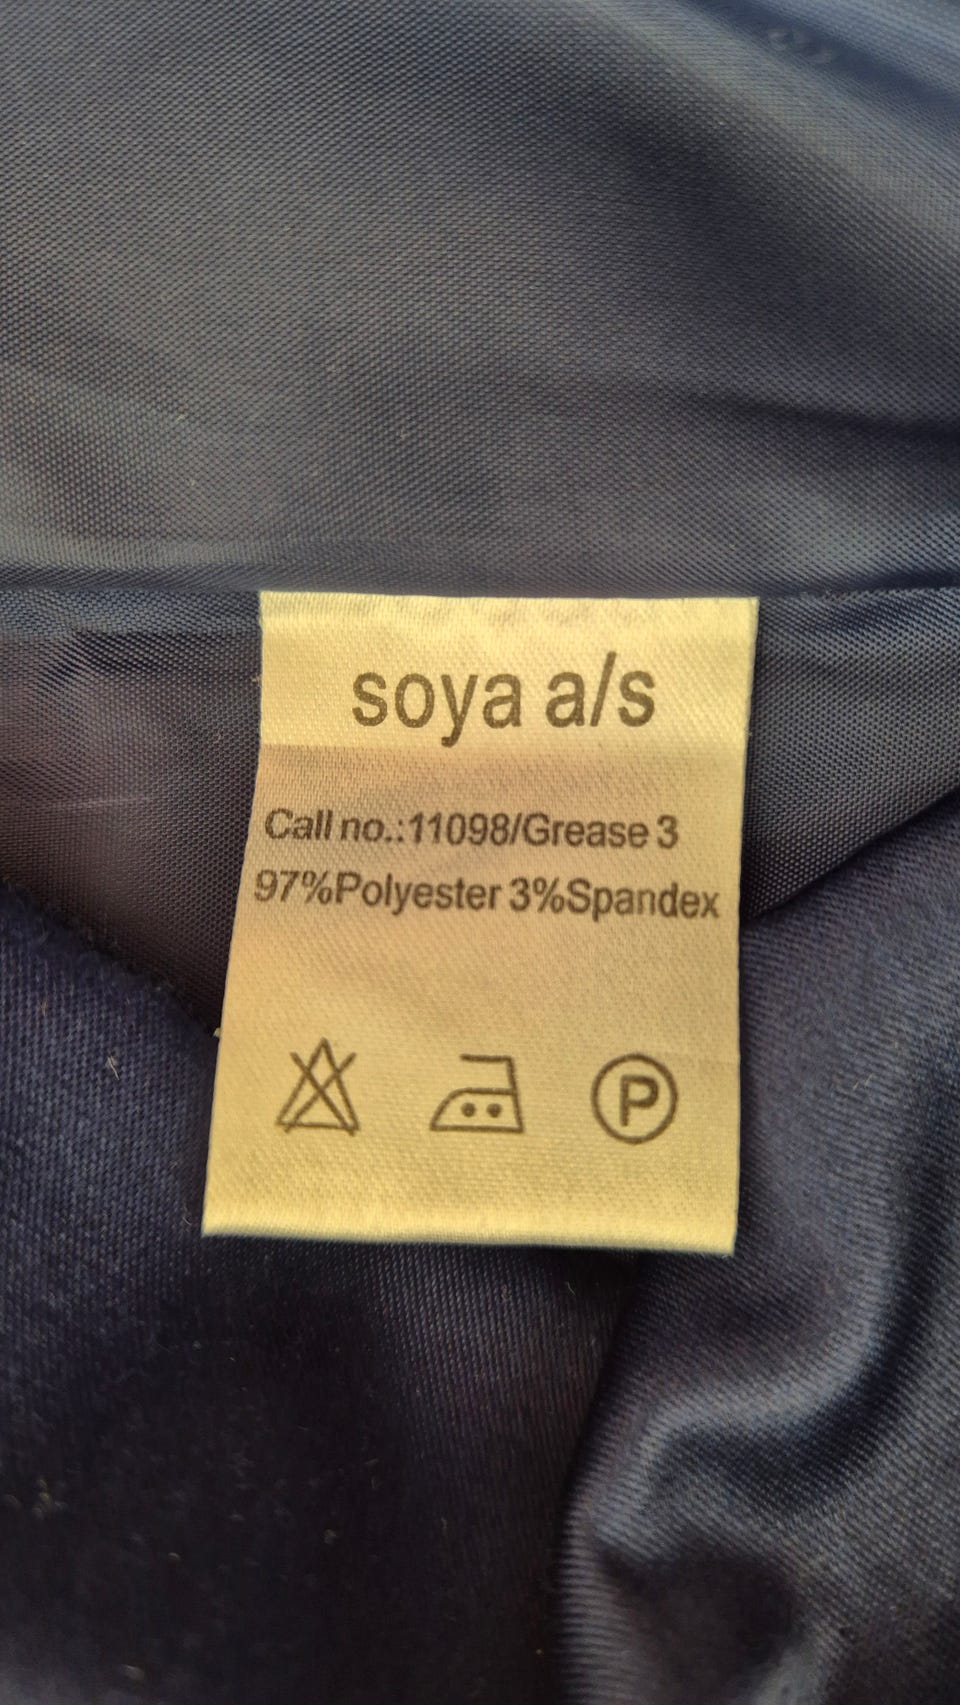 soya a/s
Call no.:11098/Grease 3
97%Polyester 3%Spandex
P